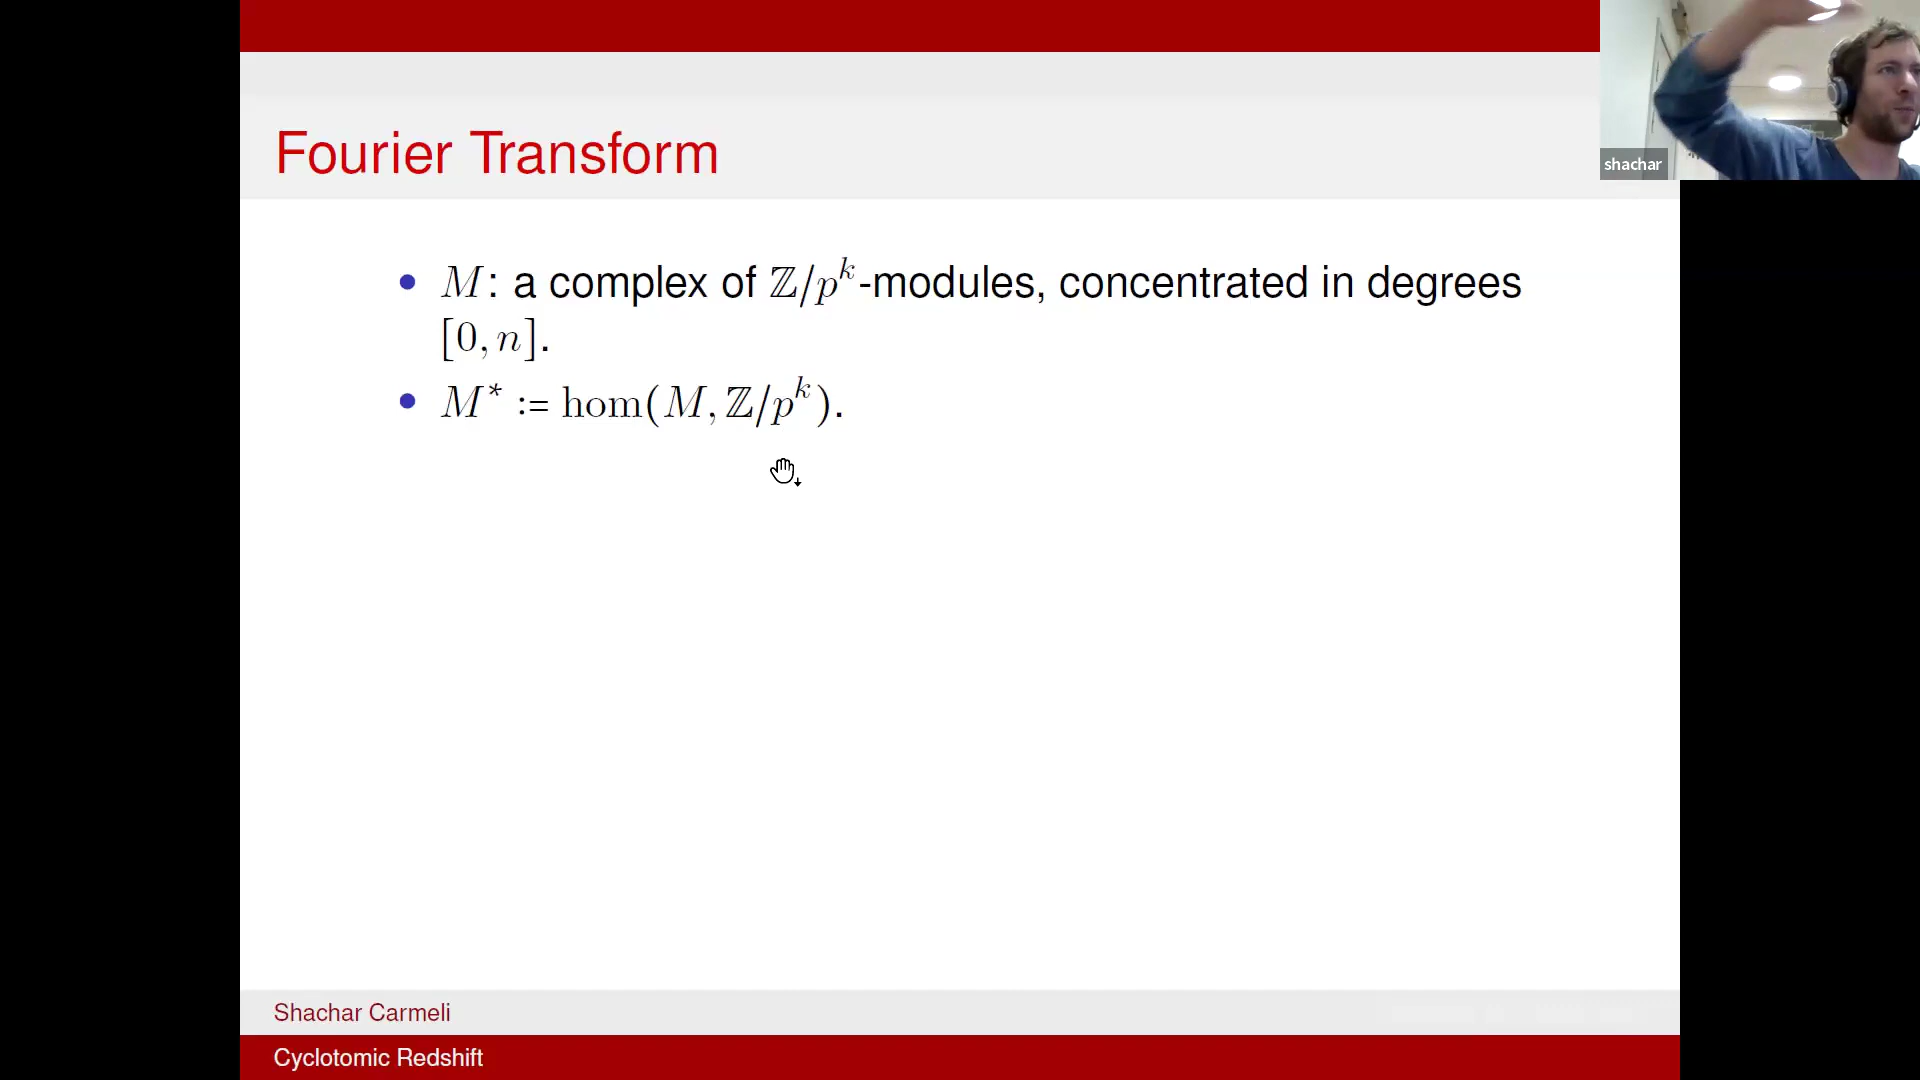 shachar
Fourier Transform
• M: a complex of ℤ/p^k-modules, concentrated in degrees
[0, n].
• M* := hom(M, ℤ/p^k).
Shachar Carmeli
Cyclotomic Redshift